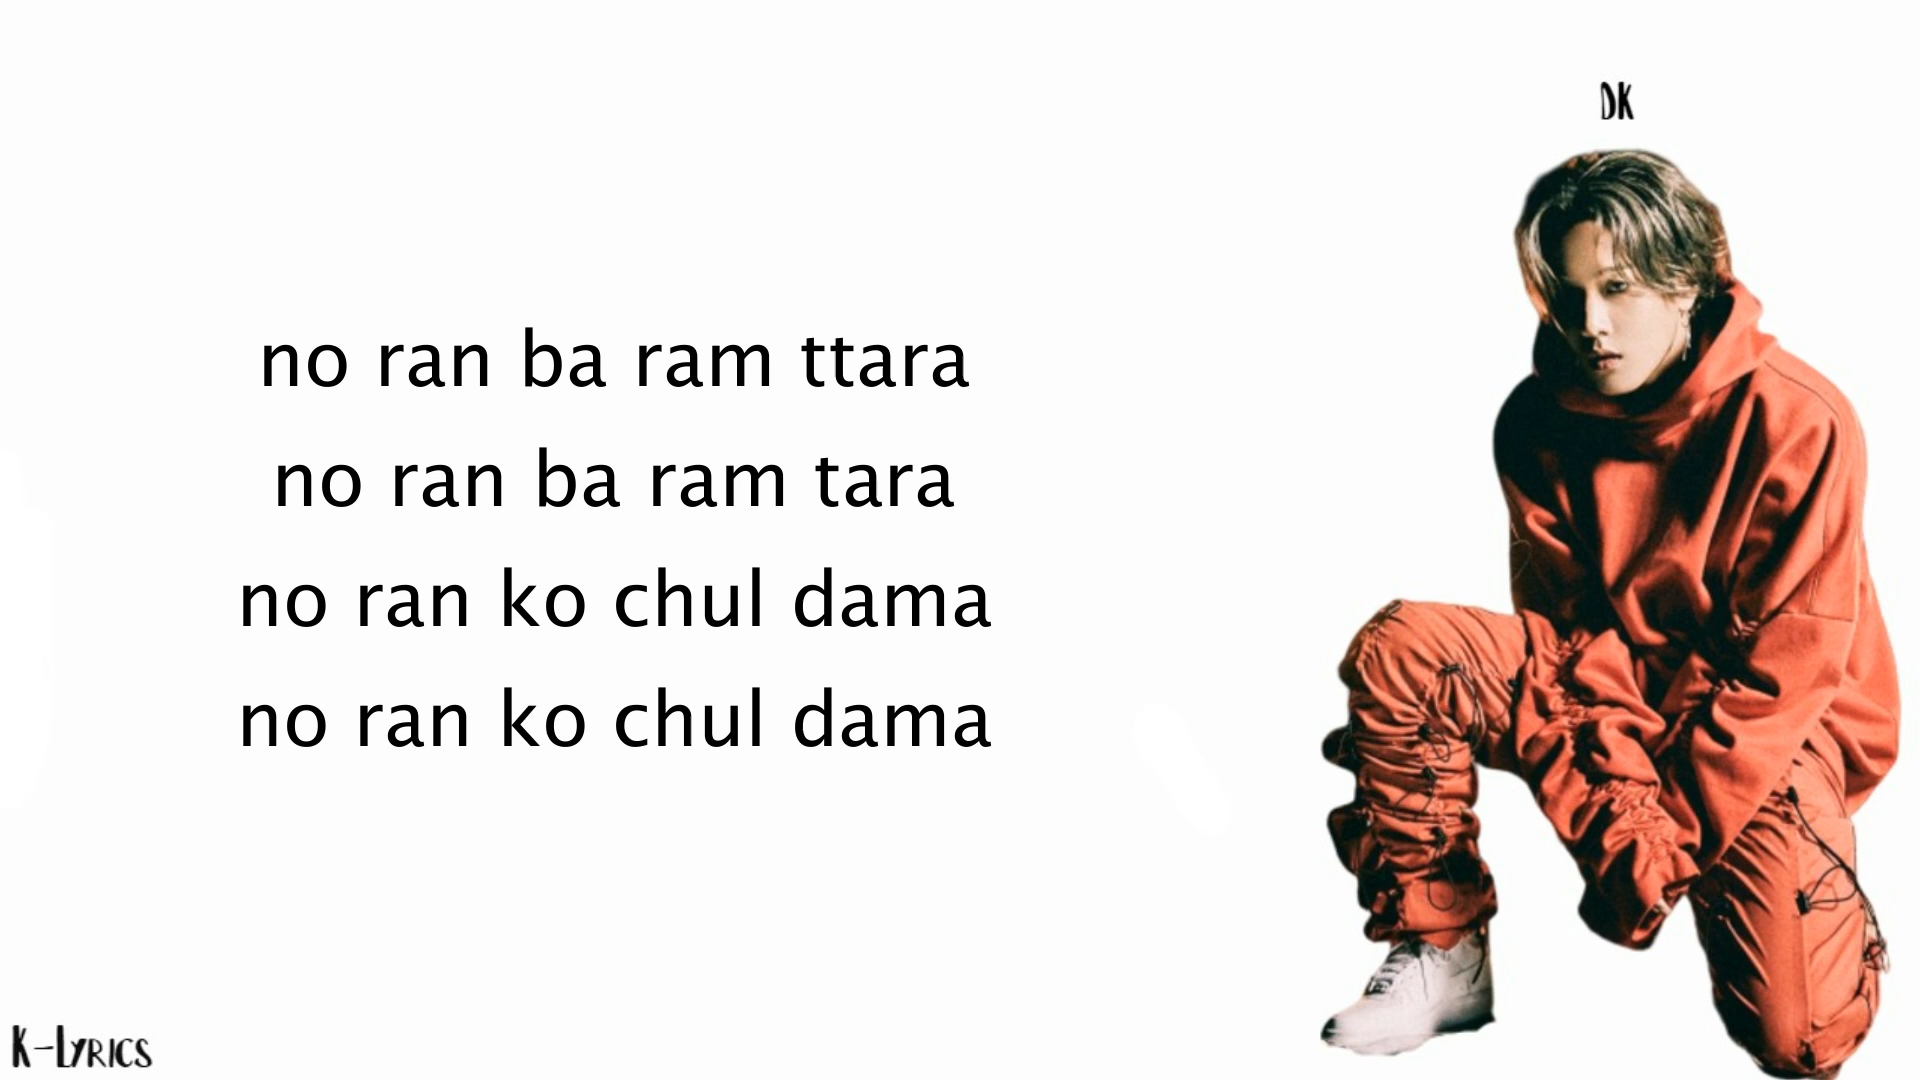 DK
no ran ba ram ttara
no ran ba ram tara
no ran ko chul dama
no ran ko chul dama
K-Lyrics